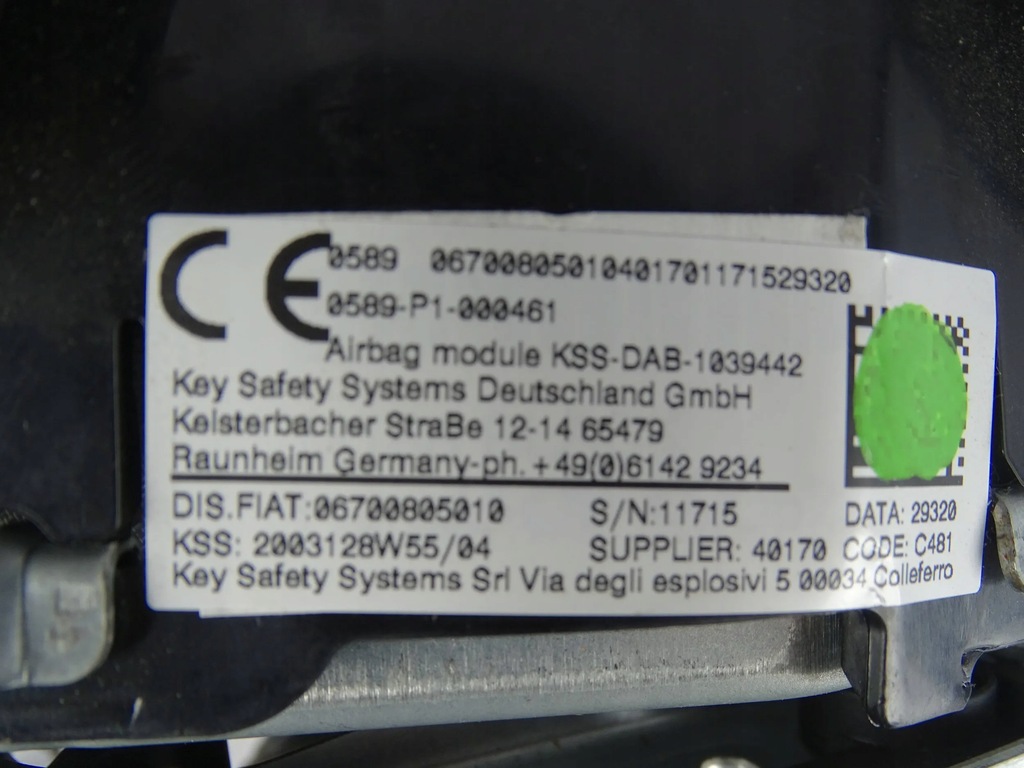 CE 0589 06700805010401701171529320
0589-P1-000461
Airbag module KSS-DAB-1039442
Key Safety Systems Deutschland GmbH
Kelsterbacher StraBe 12-14 65479
Raunheim Germany-ph. +49(0)6142 9234
DIS.FIAT:06700805010 S/N:11715 DATA: 29320
KSS: 2003128W55/04 SUPPLIER: 40170 CODE: C481
Key Safety Systems Srl Via degli esplosivi 5 00034 Colleferro